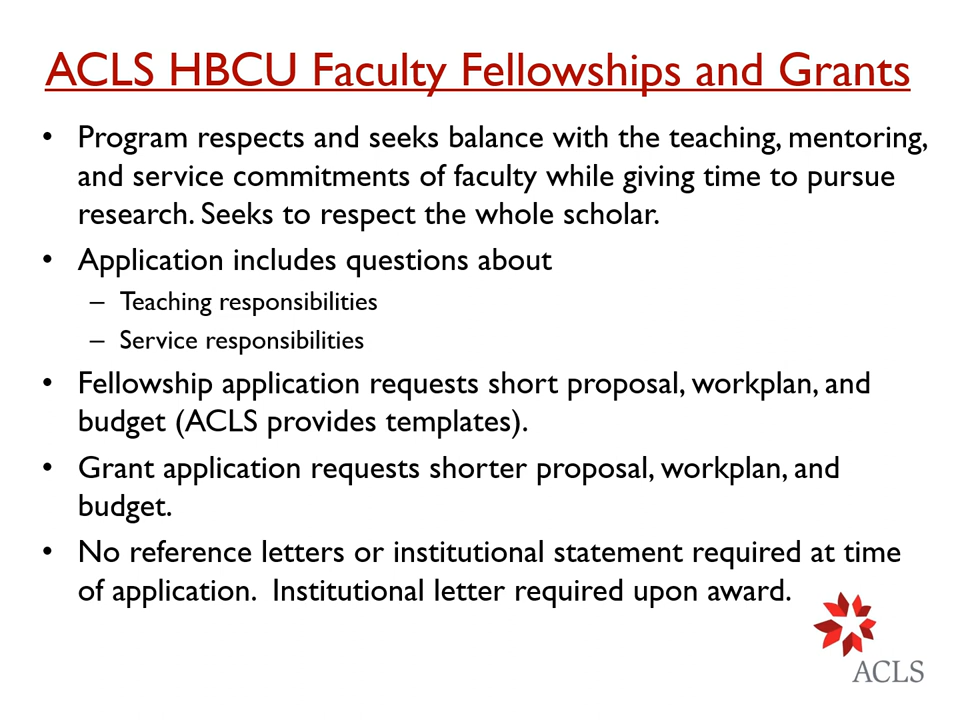 ACLS HBCU Faculty Fellowships and Grants
• Program respects and seeks balance with the teaching, mentoring,
and service commitments of faculty while giving time to pursue
research. Seeks to respect the whole scholar.
• Application includes questions about
– Teaching responsibilities
– Service responsibilities
• Fellowship application requests short proposal, workplan, and
budget (ACLS provides templates).
• Grant application requests shorter proposal, workplan, and
budget.
• No reference letters or institutional statement required at time
of application.  Institutional letter required upon award.
ACLS